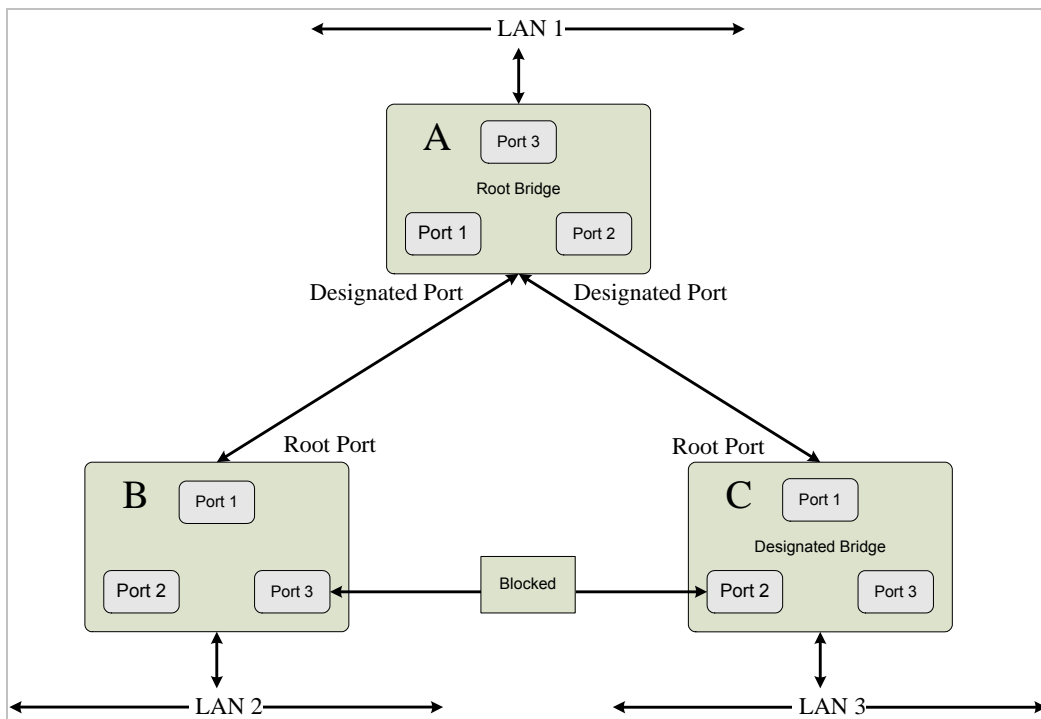 LAN 1
A
Port 3
Root Bridge
Port 1
Port 2
Designated Port
Designated Port
Root Port
Root Port
B
Port 1
Port 2
Port 3
Blocked
C
Port 1
Designated Bridge
Port 2
Port 3
LAN 2
LAN 3